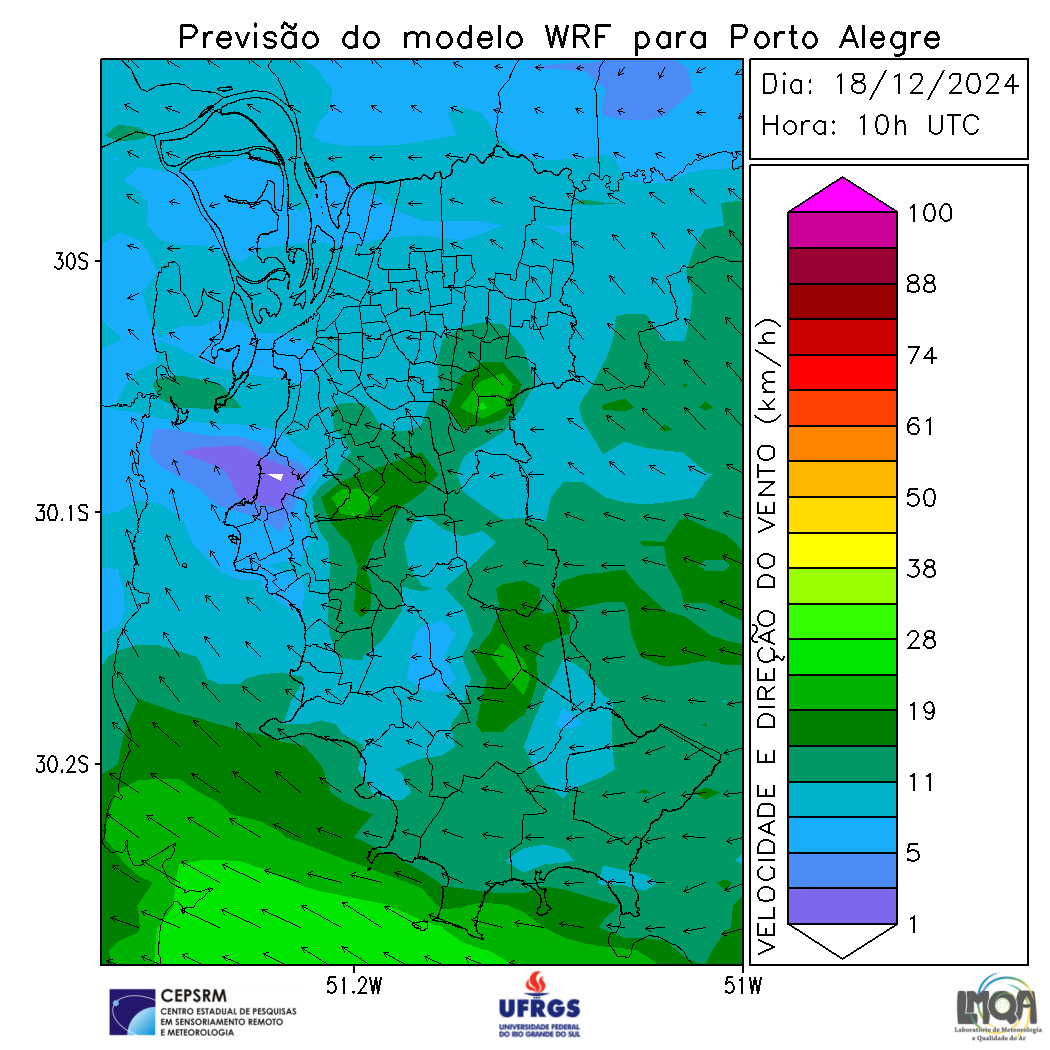 Previsão do modelo WRF para Porto Alegre
Dia: 18/12/2024
Hora: 10h UTC
30S
30.1S
30.2S
51.2W
51W
VELOCIDADE E DIREÇÃO DO VENTO (km/h)
100
88
74
61
50
38
28
19
11
5
1
CEPSRM
CENTRO ESTADUAL DE PESQUISAS
EM SENSORIAMENTO REMOTO
E METEOROLOGIA
UFRGS
UNIVERSIDADE FEDERAL
DO RIO GRANDE DO SUL
LMQA
Laboratório de Meteorologia
e Qualidade do Ar